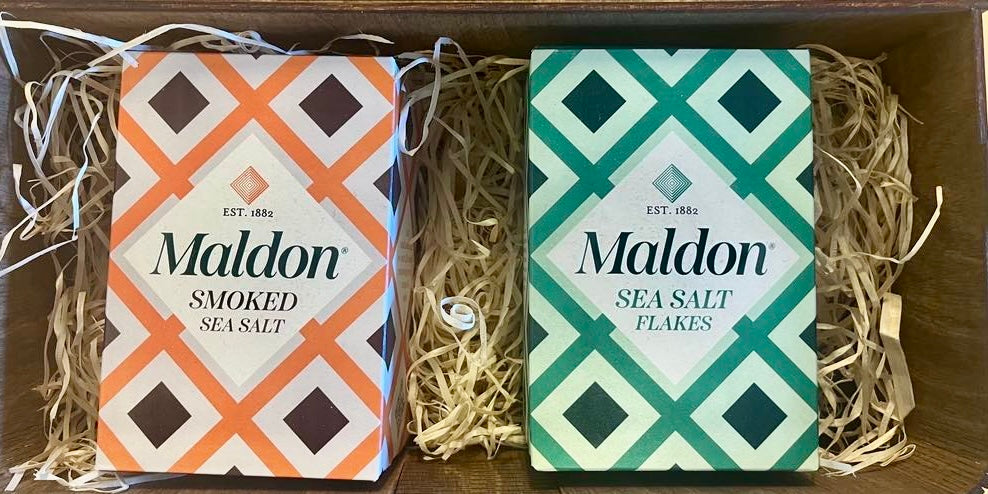 EST. 1882
Maldon®
SMOKED
SEA SALT
EST. 1882
Maldon®
SEA SALT
FLAKES